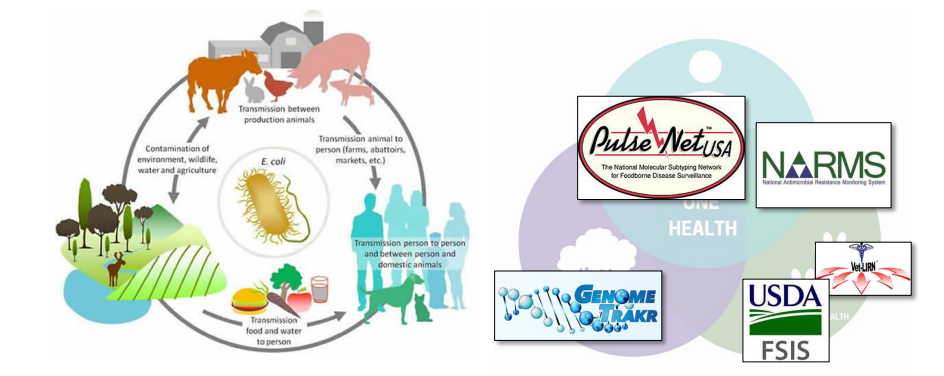 Transmission between
production animals
Contamination of
environment, wildlife,
water and agriculture
Transmission animal to
person (farms, abattoirs,
markets, etc.)
E. coli
Transmission person to person
and between person and
domestic animals
Transmission
food and water
to person
PulseNet USA™
The National Molecular Subtyping Network
for Foodborne Disease Surveillance
NARMS
National Antimicrobial Resistance Monitoring System
ONE
HEALTH
Vet-LIRN
GENOME
TRAKR
USDA
FSIS
ALTH